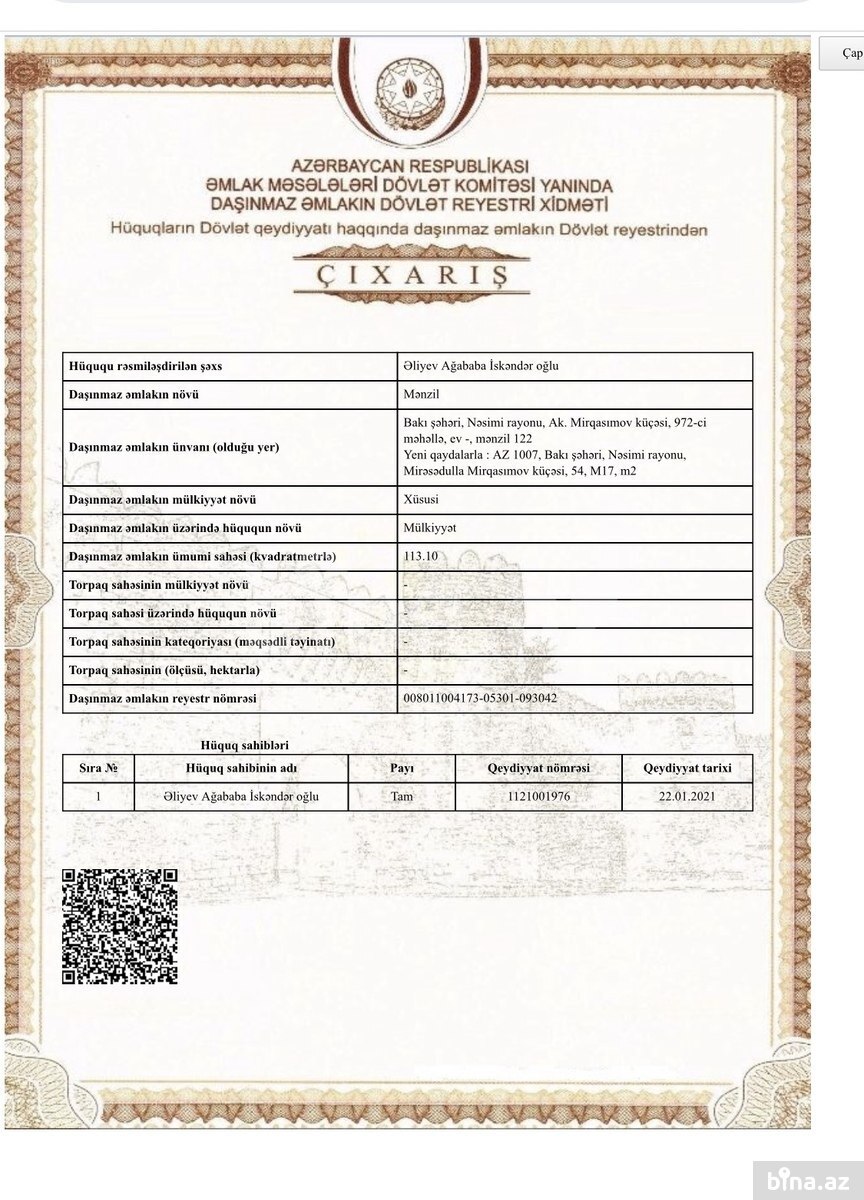 Çap
AZƏRBAYCAN RESPUBLİKASI
ƏMLAK MƏSƏLƏLƏRİ DÖVLƏT KOMİTƏSİ YANINDA
DAŞINMAZ ƏMLAKIN DÖVLƏT REYESTRİ XİDMƏTİ
Hüquqların Dövlət qeydiyyatı haqqında daşınmaz əmlakın Dövlət reyestrindən
ÇIXARIŞ
Hüququ rəsmiləşdirilən şəxs Əliyev Ağababa İskəndər oğlu
Daşınmaz əmlakın növü Mənzil
Daşınmaz əmlakın ünvanı (olduğu yer) Bakı şəhəri, Nəsimi rayonu, Ak. Mirqasımov küçəsi, 972-ci
məhəllə, ev -, mənzil 122
Yeni qaydalarla : AZ 1007, Bakı şəhəri, Nəsimi rayonu,
Mirəsədulla Mirqasımov küçəsi, 54, M17, m2
Daşınmaz əmlakın mülkiyyət növü Xüsusi
Daşınmaz əmlakın üzərində hüququn növü Mülkiyyət
Daşınmaz əmlakın ümumi sahəsi (kvadratmetrlə) 113.10
Torpaq sahəsinin mülkiyyət növü -
Torpaq sahəsi üzərində hüququn növü -
Torpaq sahəsinin kateqoriyası (məqsədli təyinatı) -
Torpaq sahəsinin (ölçüsü, hektarla) -
Daşınmaz əmlakın reyestr nömrəsi 008011004173-05301-093042
Hüquq sahibləri
Sıra № Hüquq sahibinin adı Payı Qeydiyyat nömrəsi Qeydiyyat tarixi
1 Əliyev Ağababa İskəndər oğlu Tam 1121001976 22.01.2021
bina.az